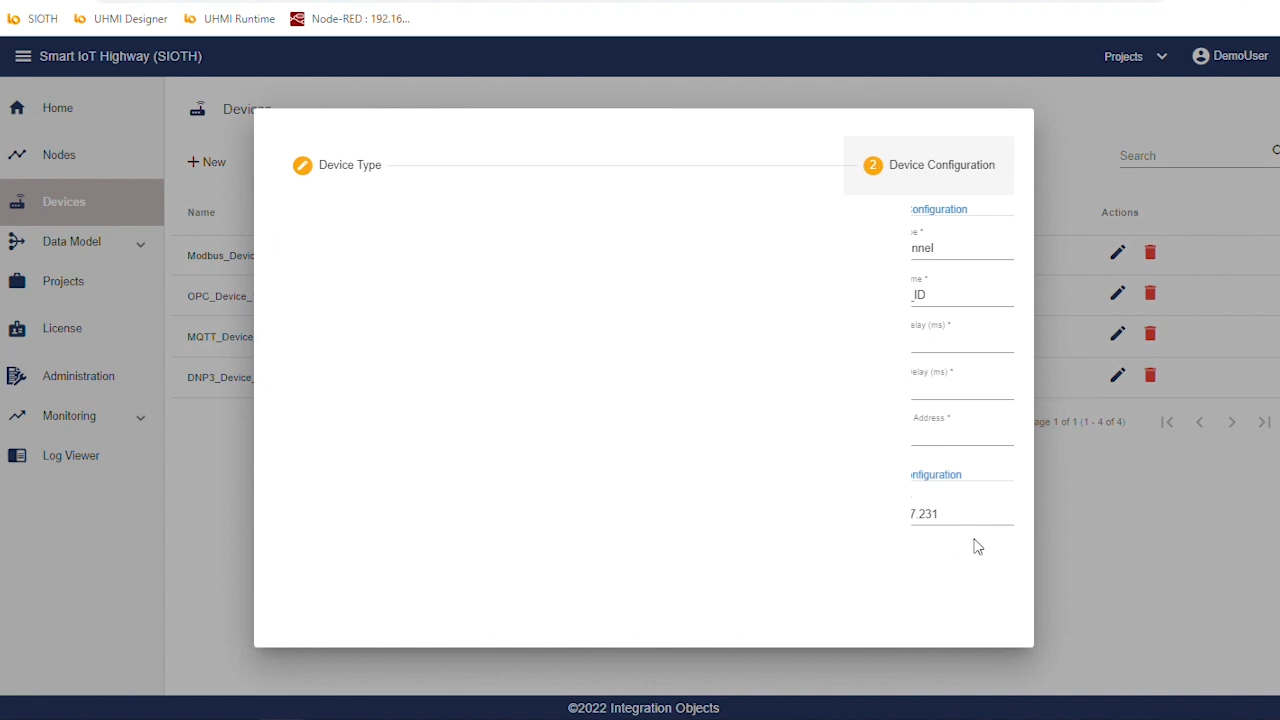 SIOTH UHMI Designer UHMI Runtime Node-RED : 192.16...
Smart IoT Highway (SIOTH) Projects DemoUser
Home
Nodes
Devices
Data Model
Projects
License
Administration
Monitoring
Log Viewer
Devices
+ New Search
Name Actions
Modbus_Devic
OPC_Device_
MQTT_Device
DNP3_Device_
age 1 of 1 (1 - 4 of 4)
Device Type 2 Device Configuration
onfiguration
e *
nnel
me *
_ID
elay (ms) *
elay (ms) *
Address *
nfiguration
7.231
©2022 Integration Objects